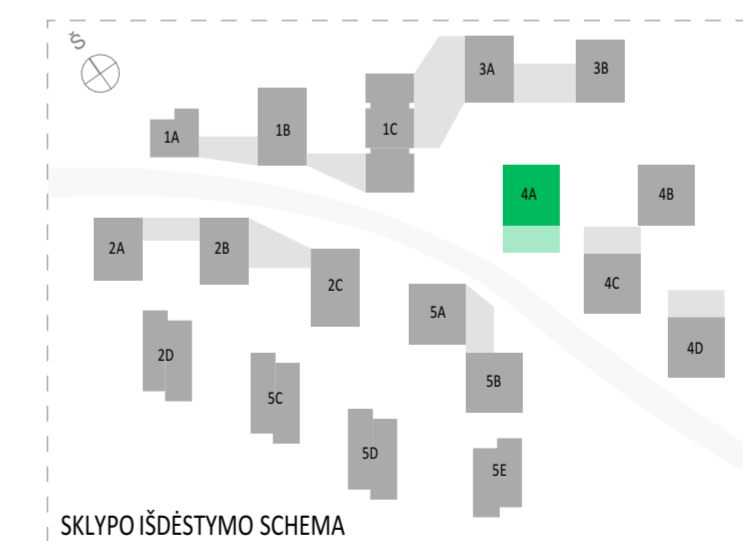 Š
3A
3B
1A
1B
1C
4A
4B
2A
2B
2C
4C
5A
4D
2D
5B
5C
5D
5E
SKLYPO IŠDĖSTYMO SCHEMA